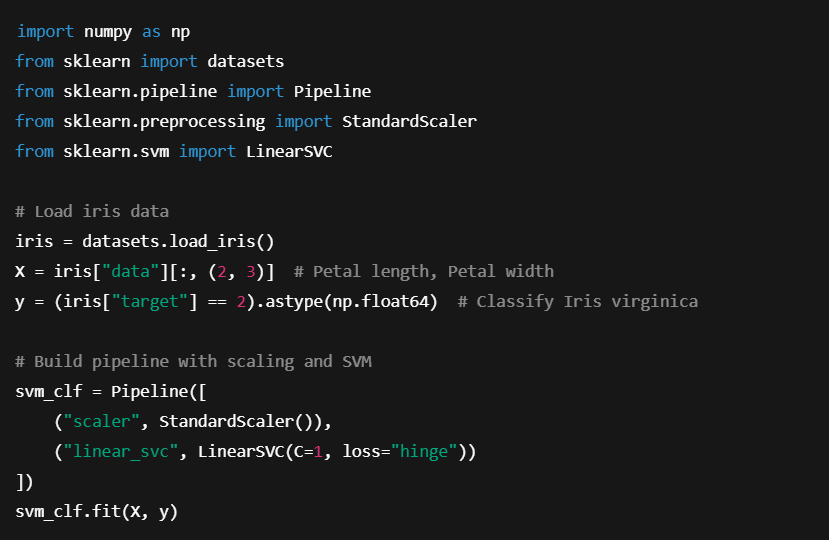 import numpy as np
from sklearn import datasets
from sklearn.pipeline import Pipeline
from sklearn.preprocessing import StandardScaler
from sklearn.svm import LinearSVC

# Load iris data
iris = datasets.load_iris()
X = iris["data"][:, (2, 3)]  # Petal length, Petal width
y = (iris["target"] == 2).astype(np.float64)  # Classify Iris virginica

# Build pipeline with scaling and SVM
svm_clf = Pipeline([
    ("scaler", StandardScaler()),
    ("linear_svc", LinearSVC(C=1, loss="hinge"))
])
svm_clf.fit(X, y)